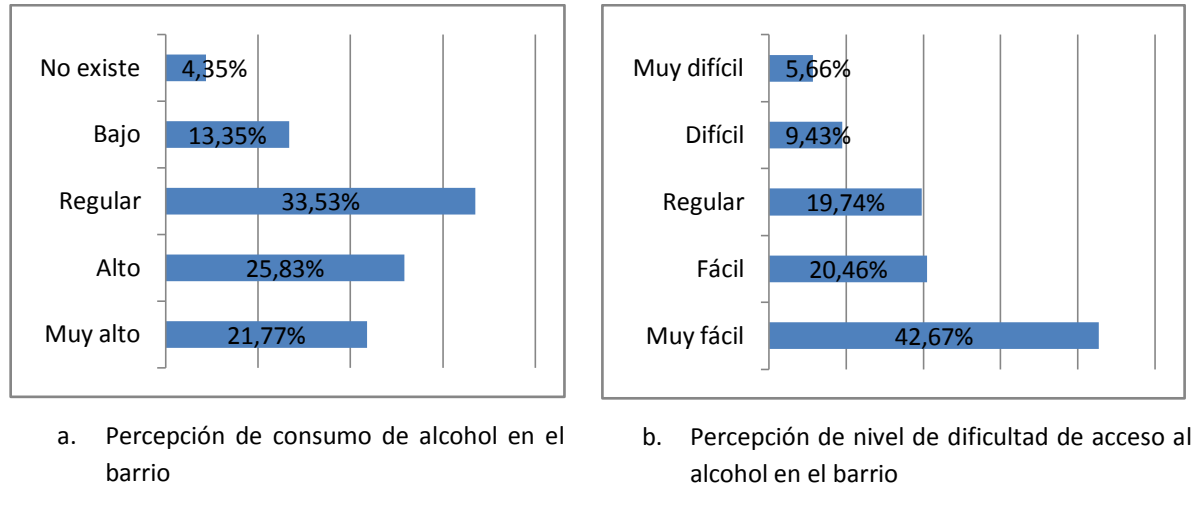 No existe 4,35%
Bajo 13,35%
Regular 33,53%
Alto 25,83%
Muy alto 21,77%
a. Percepción de consumo de alcohol en el
barrio
Muy difícil 5,66%
Difícil 9,43%
Regular 19,74%
Fácil 20,46%
Muy fácil 42,67%
b. Percepción de nivel de dificultad de acceso al
alcohol en el barrio